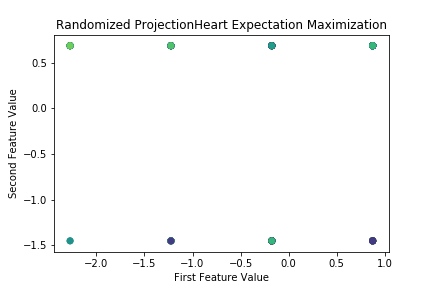 Randomized ProjectionHeart Expectation Maximization
0.5
0.0
−0.5
−1.0
−1.5
Second Feature Value
−2.0 −1.5 −1.0 −0.5 0.0 0.5 1.0
First Feature Value